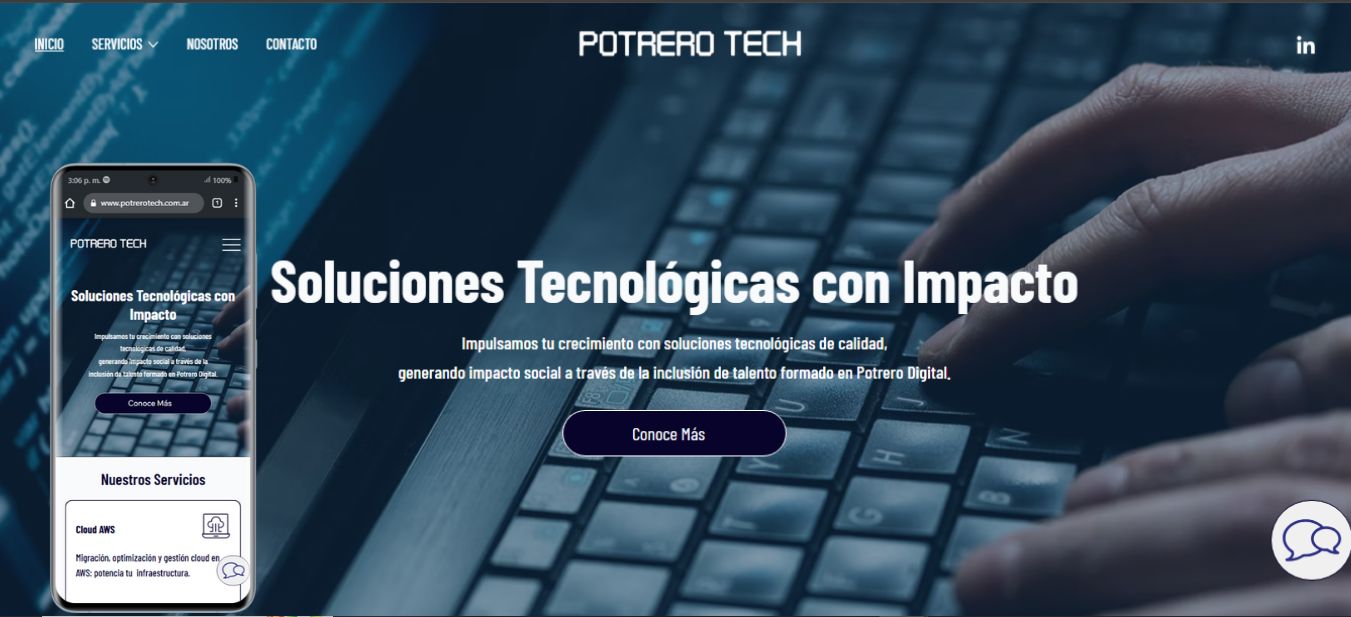 INICIO SERVICIOS NOSOTROS CONTACTO
POTRERO TECH
in
3:06 p. m.
100%
www.potrerotech.com.ar
1
POTRERO TECH
Soluciones Tecnológicas con
Impacto
Impulsamos tu crecimiento con soluciones
tecnológicas de calidad,
generando impacto social a través de la
inclusión de talento formado en Potrero Digital.
Conoce Más
Nuestros Servicios
Cloud AWS
Migración, optimización y gestión cloud en
AWS: potencia tu infraestructura.
Soluciones Tecnológicas con Impacto
Impulsamos tu crecimiento con soluciones tecnológicas de calidad,
generando impacto social a través de la inclusión de talento formado en Potrero Digital.
Conoce Más